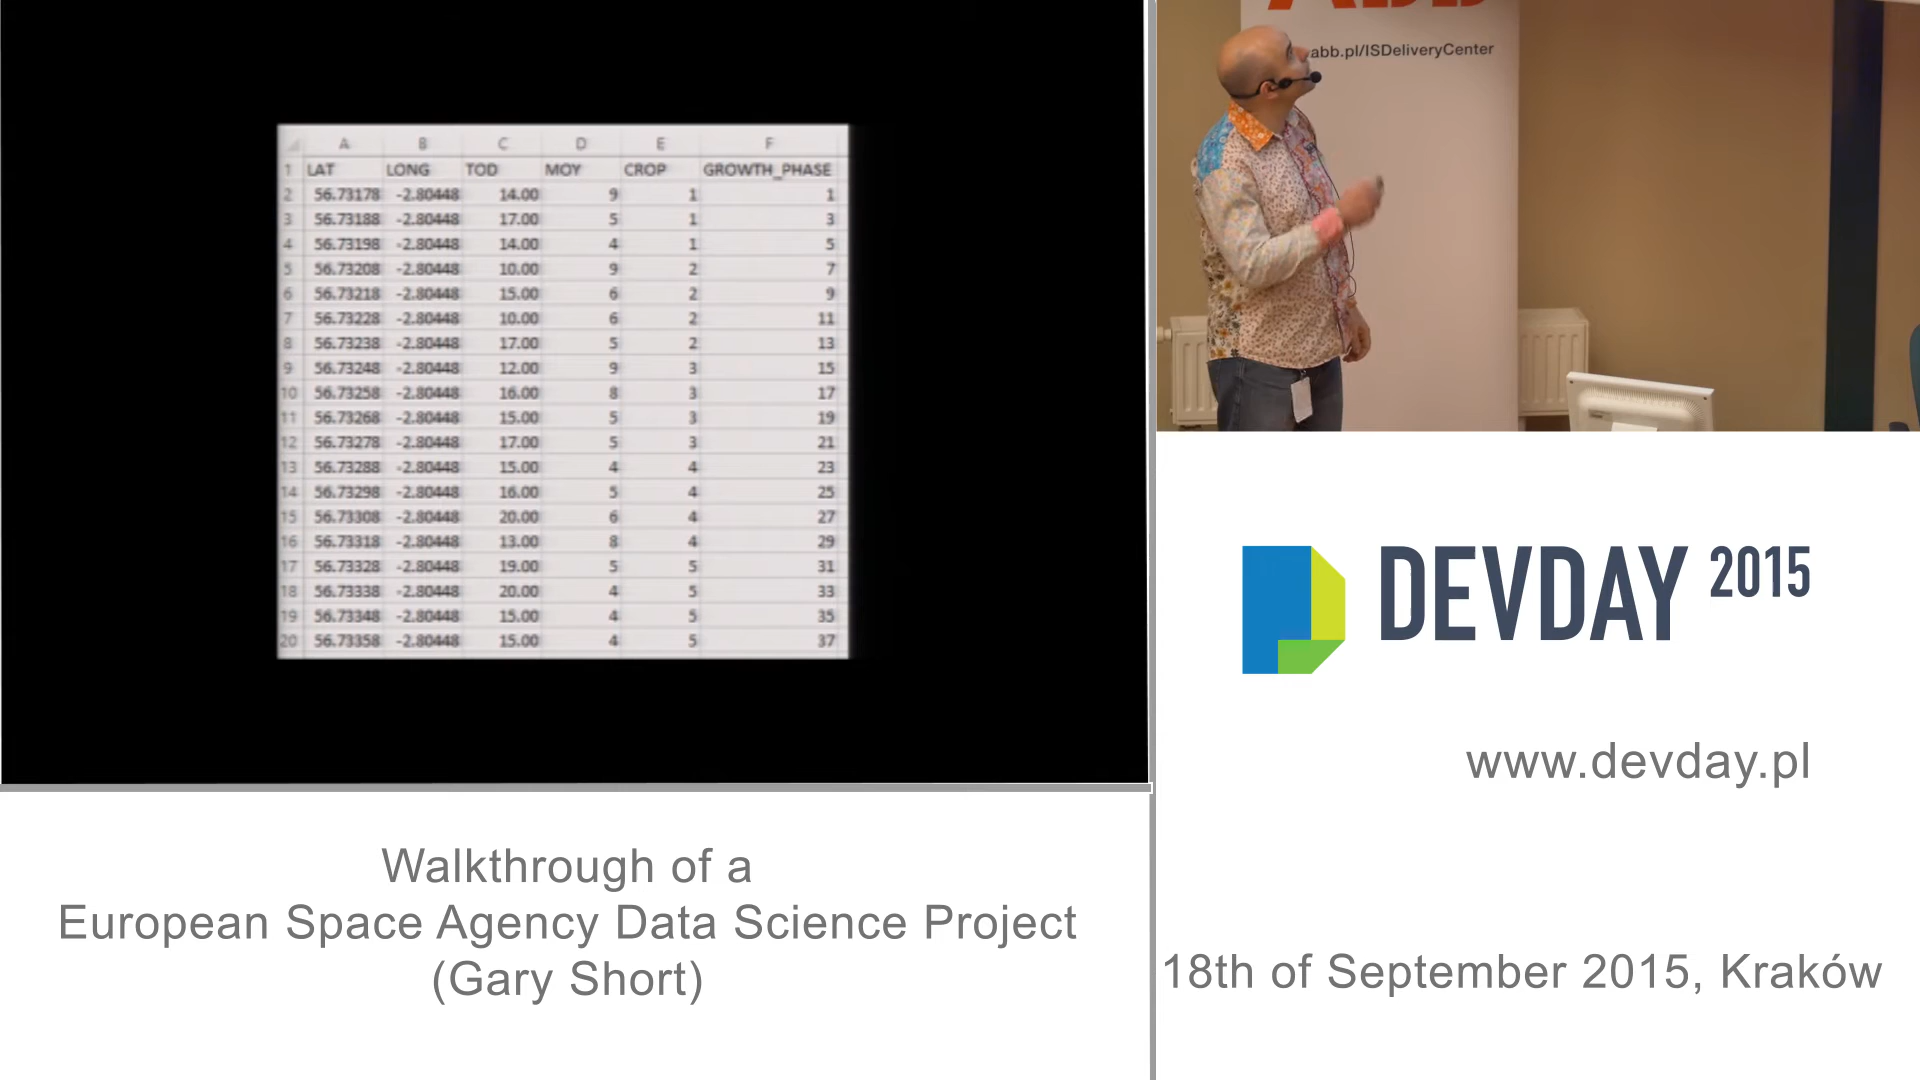 A B C D E F
1 LAT LONG TOD MOY CROP GROWTH_PHASE
2 56.73178 -2.80448 14.00 9 1 1
3 56.73188 -2.80448 17.00 5 1 3
4 56.73198 -2.80448 14.00 4 1 5
5 56.73208 -2.80448 10.00 9 2 7
6 56.73218 -2.80448 15.00 6 2 9
7 56.73228 -2.80448 10.00 6 2 11
8 56.73238 -2.80448 17.00 5 2 13
9 56.73248 -2.80448 12.00 9 3 15
10 56.73258 -2.80448 16.00 8 3 17
11 56.73268 -2.80448 15.00 5 3 19
12 56.73278 -2.80448 17.00 5 3 21
13 56.73288 -2.80448 15.00 4 4 23
14 56.73298 -2.80448 16.00 5 4 25
15 56.73308 -2.80448 20.00 6 4 27
16 56.73318 -2.80448 13.00 8 4 29
17 56.73328 -2.80448 19.00 5 5 31
18 56.73338 -2.80448 20.00 4 5 33
19 56.73348 -2.80448 15.00 4 5 35
20 56.73358 -2.80448 15.00 4 5 37
Walkthrough of a
European Space Agency Data Science Project
(Gary Short)
ABB
abb.pl/ISDeliveryCenter
DEVDAY 2015
www.devday.pl
18th of September 2015, Kraków